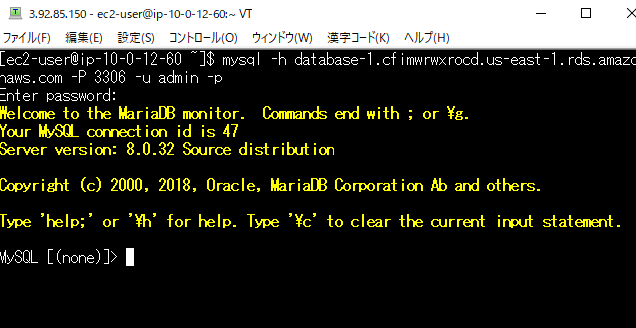 3.92.85.150 - ec2-user@ip-10-0-12-60:~ VT
ファイル(F) 編集(E) 設定(S) コントロール(O) ウィンドウ(W) 漢字コード(K) ヘルプ(H)
[ec2-user@ip-10-0-12-60 ~]$ mysql -h database-1.cfimwrwxrocd.us-east-1.rds.amazo
naws.com -P 3306 -u admin -p
Enter password:
Welcome to the MariaDB monitor.  Commands end with ; or ¥g.
Your MySQL connection id is 47
Server version: 8.0.32 Source distribution
Copyright (c) 2000, 2018, Oracle, MariaDB Corporation Ab and others.
Type 'help;' or '¥h' for help. Type '¥c' to clear the current input statement.
MySQL [(none)]>